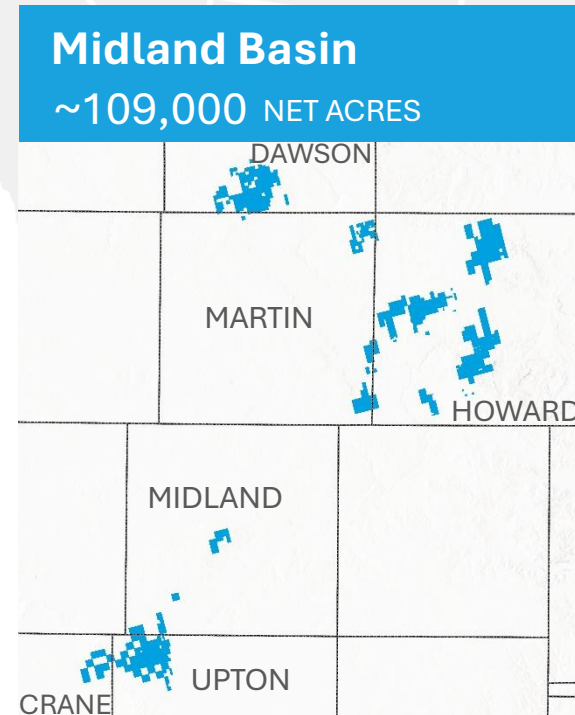 Midland Basin
~109,000 NET ACRES
DAWSON
MARTIN
HOWARD
MIDLAND
UPTON
CRANE